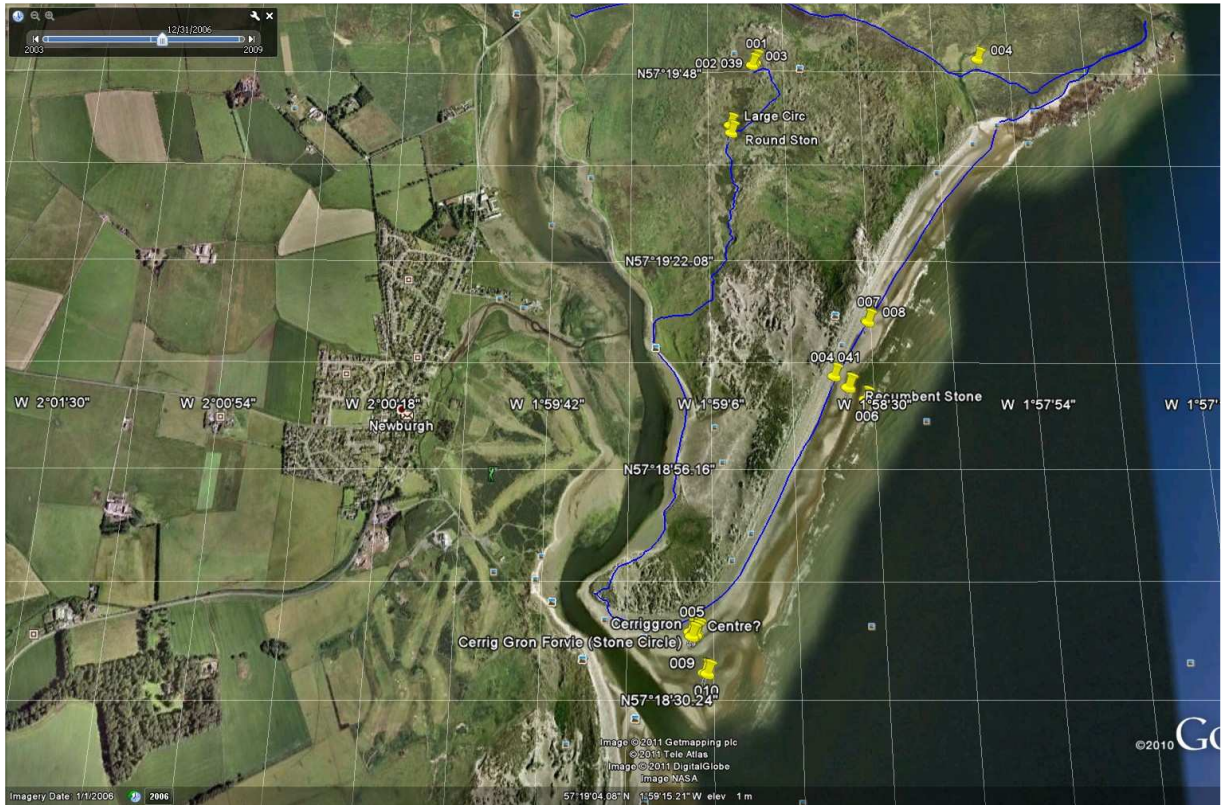 12/31/2006
2003
2009
001
003
002 039
004
N57°19'48"
Large Circ
Round Ston
N57°19'22.08"
007
008
004 041
W 2°01'30"
W 2°00'54"
W 2°00'18"
W 1°59'42"
W 1°59'6"
W 1°58'30"
W 1°57'54"
W 1°57'
Recumbent Stone
006
Newburgh
N57°18'56.16"
005
Cerriggron
Centre?
Cerrig Gron Forvie (Stone Circle)
009
010
N57°18'30.24"
Image © 2011 Getmapping plc
© 2011 Tele Atlas
Image © 2011 DigitalGlobe
Image NASA
©2010 Go
Imagery Date: 1/1/2006
2006
57°19'04.08" N 1°59'15.21" W elev 1 m